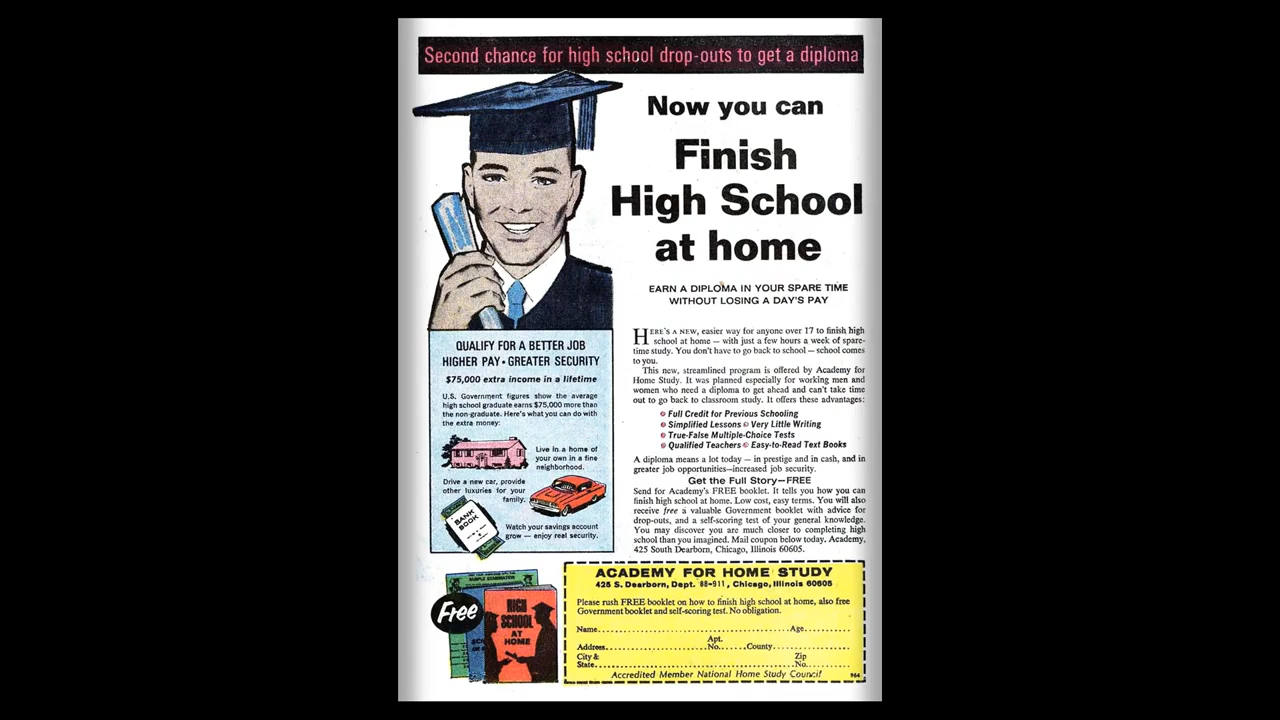 Second chance for high school drop-outs to get a diploma
Now you can
Finish
High School
at home
EARN A DIPLOMA IN YOUR SPARE TIME
WITHOUT LOSING A DAY'S PAY
QUALIFY FOR A BETTER JOB
HIGHER PAY • GREATER SECURITY
$75,000 extra income in a lifetime
U.S. Government figures show the average
high school graduate earns $75,000 more than
the non-graduate. Here's what you can do with
the extra money:
Live in a home of
your own in a fine
neighborhood.
Drive a new car, provide
other luxuries for your
family.
BANK
BOOK
Watch your savings account
grow — enjoy real security.
HERE'S A NEW, easier way for anyone over 17 to finish high
school at home — with just a few hours a week of spare-
time study. You don't have to go back to school — school comes
to you.
This new, streamlined program is offered by Academy for
Home Study. It was planned especially for working men and
women who need a diploma to get ahead and can't take time
out to go back to classroom study. It offers these advantages:
Full Credit for Previous Schooling
Simplified Lessons Very Little Writing
True-False Multiple-Choice Tests
Qualified Teachers Easy-to-Read Text Books
A diploma means a lot today — in prestige and in cash, and in
greater job opportunities—increased job security.
Get the Full Story—FREE
Send for Academy's FREE booklet. It tells you how you can
finish high school at home. Low cost, easy terms. You will also
receive free a valuable Government booklet with advice for
drop-outs, and a self-scoring test of your general knowledge.
You may discover you are much closer to completing high
school than you imagined. Mail coupon below today. Academy,
425 South Dearborn, Chicago, Illinois 60605.
Free
SAMPLE EXAMINATION
HIGH
SCHOOL
AT
HOME
ACADEMY FOR HOME STUDY
425 S. Dearborn, Dept. 88-911, Chicago, Illinois 60605
Please rush FREE booklet on how to finish high school at home, also free
Government booklet and self-scoring test. No obligation.
Name Age
Address Apt. No. County
City & State Zip No.
Accredited Member National Home Study Council 964